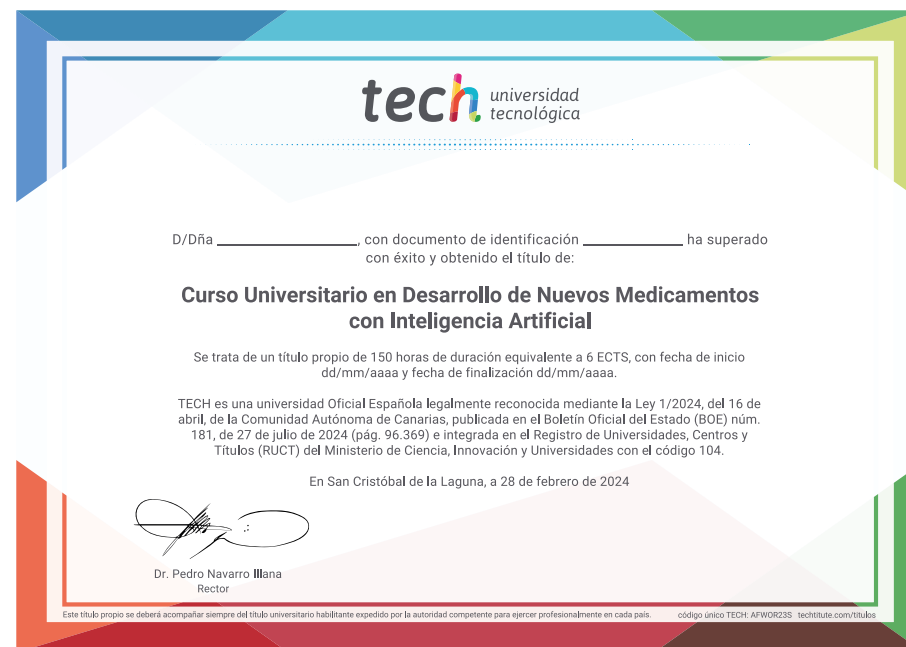 tech universidad
tecnológica
D/Dña ____________, con documento de identificación ____________ ha superado
con éxito y obtenido el título de:
Curso Universitario en Desarrollo de Nuevos Medicamentos
con Inteligencia Artificial
Se trata de un título propio de 150 horas de duración equivalente a 6 ECTS, con fecha de inicio
dd/mm/aaaa y fecha de finalización dd/mm/aaaa.
TECH es una universidad Oficial Española legalmente reconocida mediante la Ley 1/2024, del 16 de
abril, de la Comunidad Autónoma de Canarias, publicada en el Boletín Oficial del Estado (BOE) núm.
181, de 27 de julio de 2024 (pág. 96.369) e integrada en el Registro de Universidades, Centros y
Títulos (RUCT) del Ministerio de Ciencia, Innovación y Universidades con el código 104.
En San Cristóbal de la Laguna, a 28 de febrero de 2024
Dr. Pedro Navarro Illana
Rector
Este título propio se deberá acompañar siempre del título universitario habilitante expedido por la autoridad competente para ejercer profesionalmente en cada país. código único TECH: AFWOR23S techtitute.com/titulos